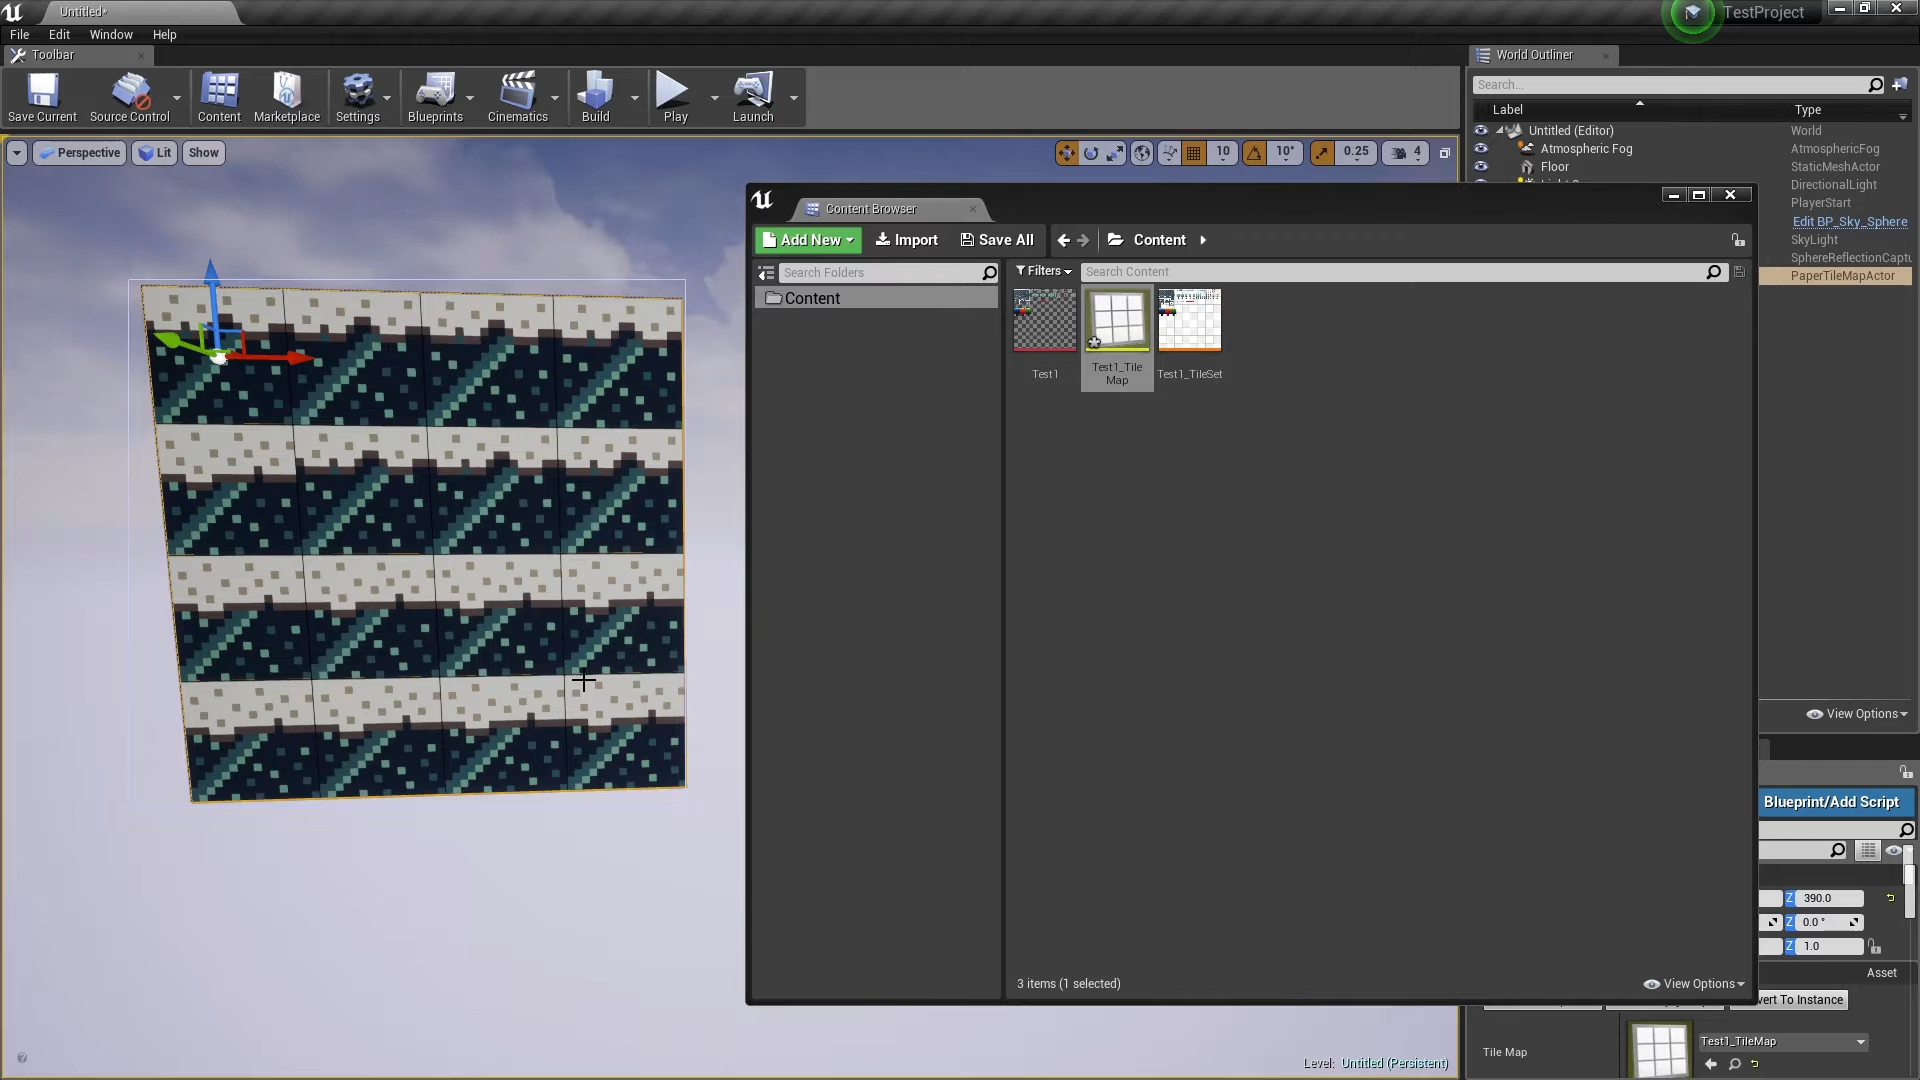 Untitled*
TestProject
File Edit Window Help
Toolbar
World Outliner
Save Current
Source Control
Content
Marketplace
Settings
Blueprints
Cinematics
Build
Play
Launch
Search...
Label Type
Untitled (Editor) World
Atmospheric Fog AtmosphericFog
Floor StaticMeshActor
DirectionalLight
PlayerStart
Edit BP_Sky_Sphere
SkyLight
SphereReflectionCaptu
PaperTileMapActor
Perspective Lit Show
10 10° 0.25 4
Content Browser
Add New Import Save All Content
Search Folders
Filters Search Content
Content
Test1
Test1_Tile
Map
Test1_TileSet
3 items (1 selected)
View Options
View Options
Blueprint/Add Script
Z 390.0
Z 0.0 °
Z 1.0
Asset
vert To Instance
Tile Map
Test1_TileMap
Level: Untitled (Persistent)